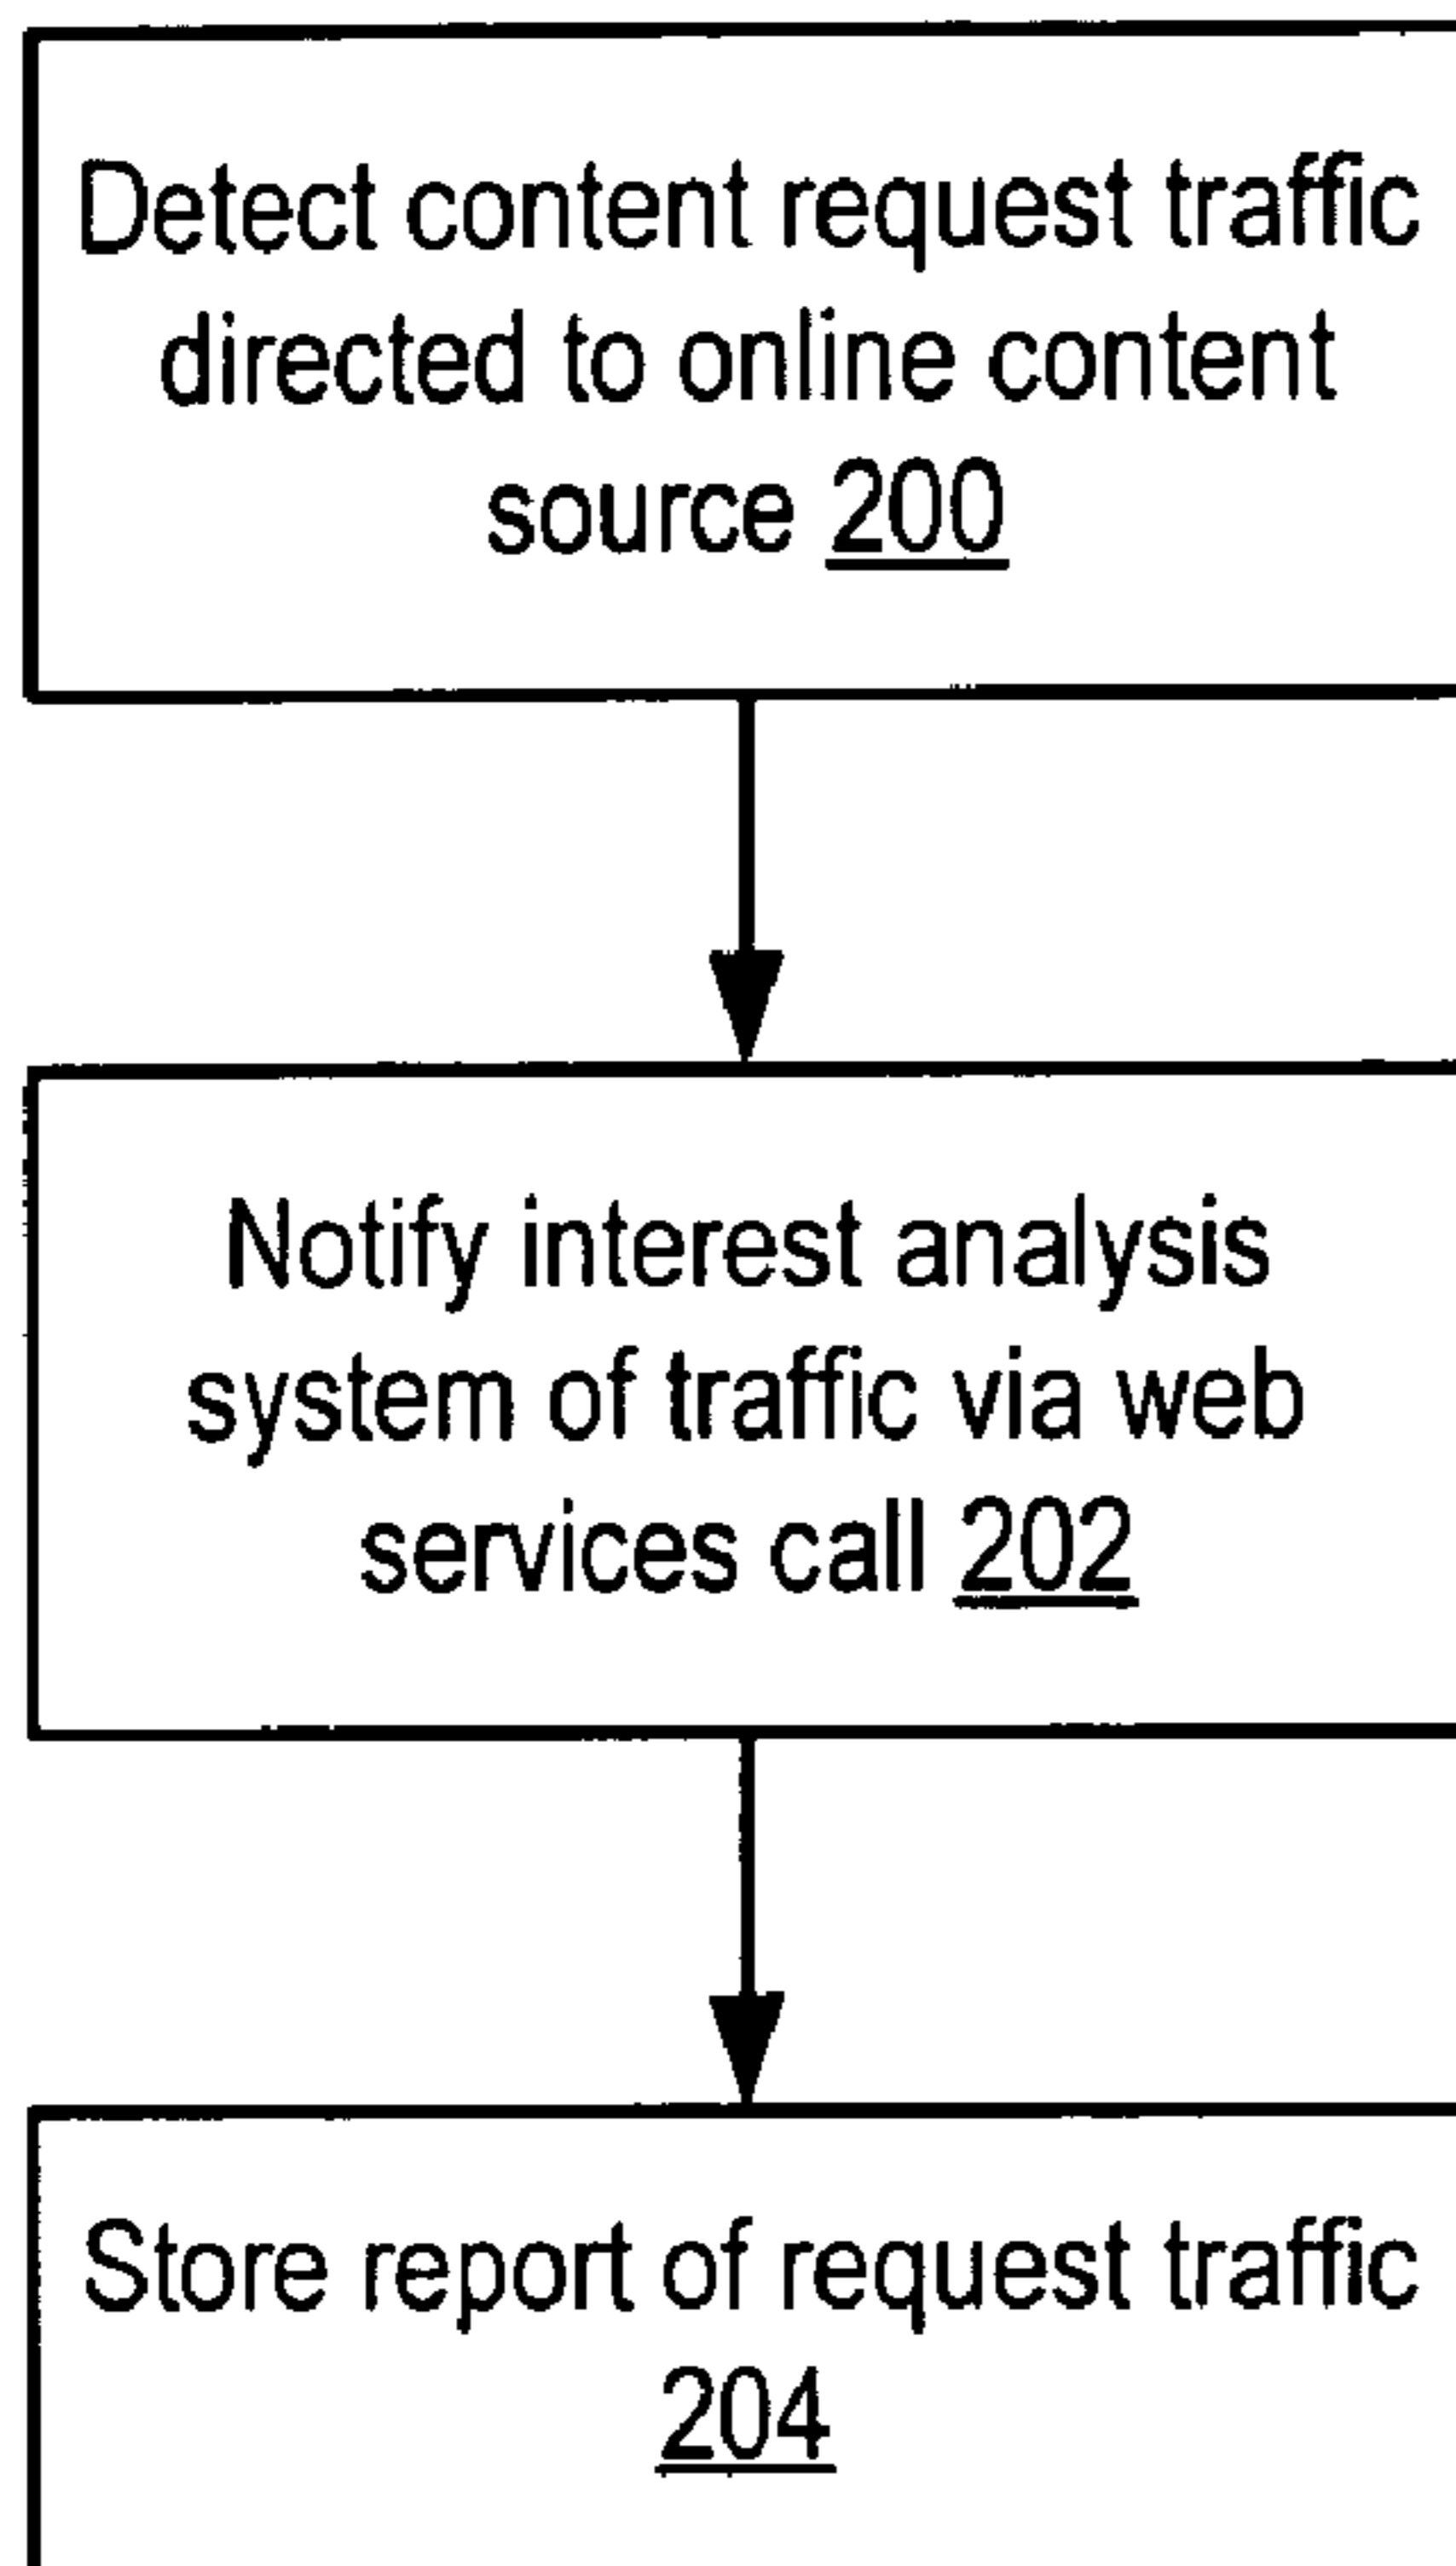 Detect content request traffic
directed to online content
source 200
Notify interest analysis
system of traffic via web
services call 202
Store report of request traffic
204